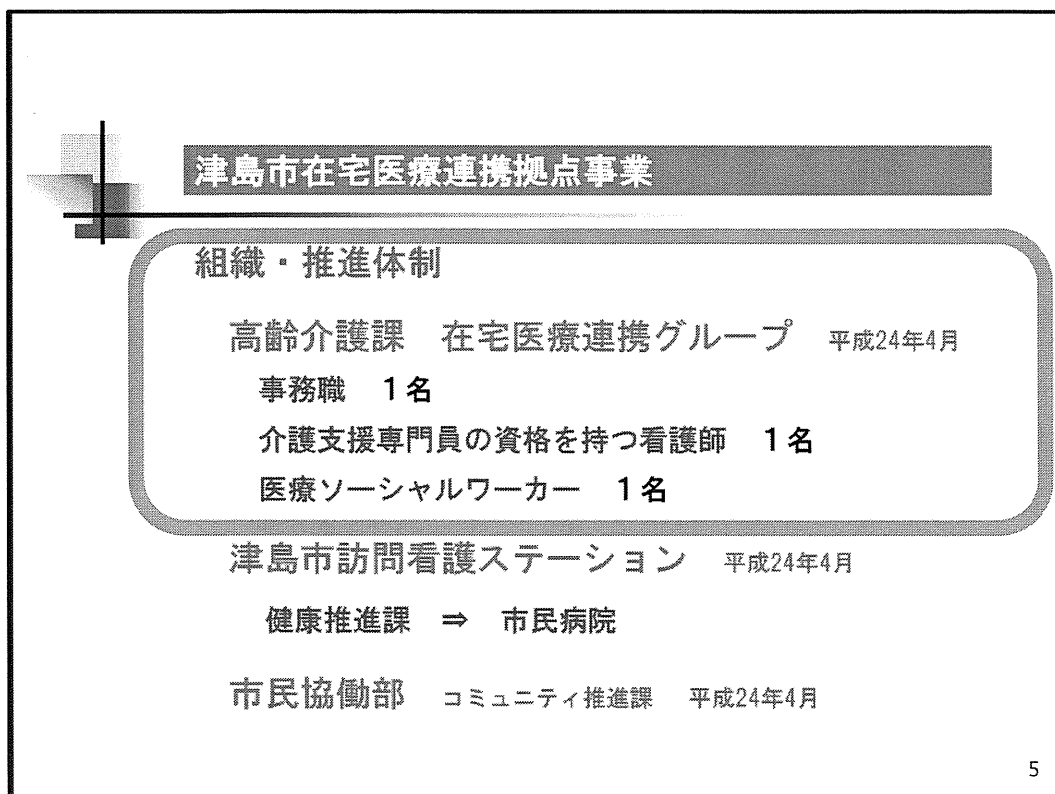 津島市在宅医療連携拠点事業
組織・推進体制
高齢介護課　在宅医療連携グループ　平成24年4月
事務職　１名
介護支援専門員の資格を持つ看護師　１名
医療ソーシャルワーカー　１名
津島市訪問看護ステーション　平成24年4月
健康推進課　⇒　市民病院
市民協働部　コミュニティ推進課　平成24年4月
5